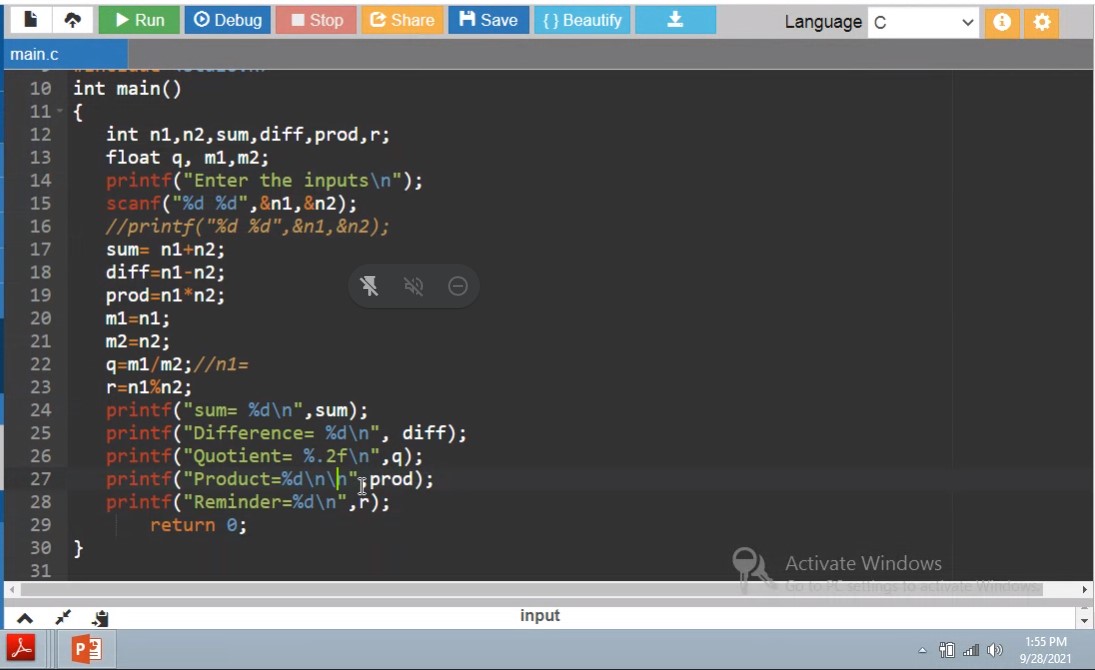 Run Debug Stop Share Save { } Beautify Language C
main.c
10 int main()
11 {
12 int n1,n2,sum,diff,prod,r;
13 float q, m1,m2;
14 printf("Enter the inputs\n");
15 scanf("%d %d",&n1,&n2);
16 //printf("%d %d",&n1,&n2);
17 sum= n1+n2;
18 diff=n1-n2;
19 prod=n1*n2;
20 m1=n1;
21 m2=n2;
22 q=m1/m2;//n1=
23 r=n1%n2;
24 printf("sum= %d\n",sum);
25 printf("Difference= %d\n", diff);
26 printf("Quotient= %.2f\n",q);
27 printf("Product=%d\n\n",prod);
28 printf("Reminder=%d\n",r);
29 return 0;
30 }
31
Activate Windows
Go to PC settings to activate Windows.
input
1:55 PM
9/28/2021